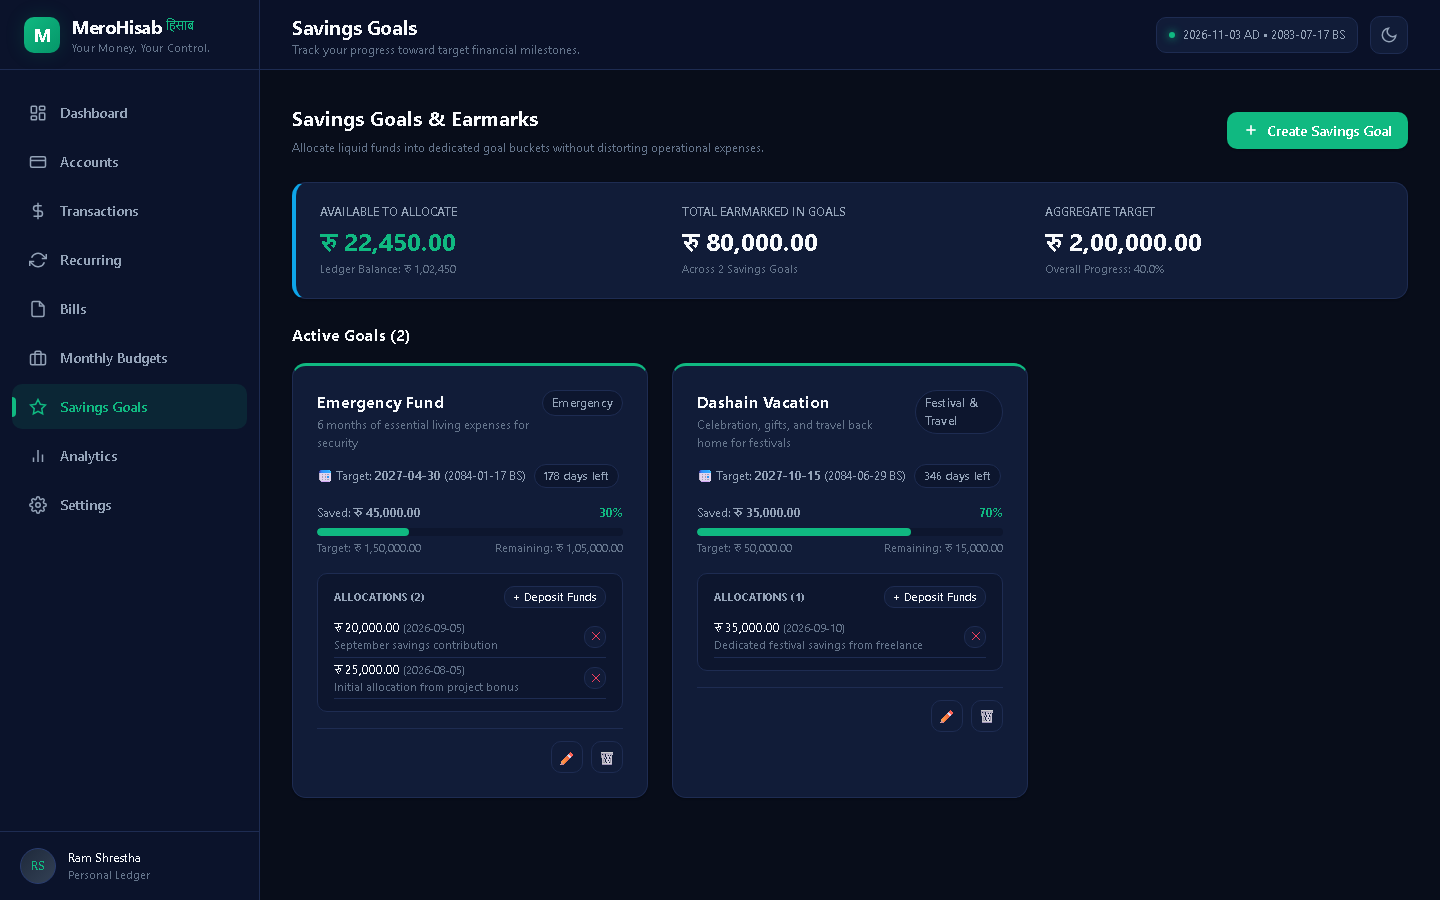 M
MeroHisab हिसाब
Your Money. Your Control.
Dashboard
Accounts
Transactions
Recurring
Bills
Monthly Budgets
Savings Goals
Analytics
Settings
RS
Ram Shrestha
Personal Ledger
Savings Goals
Track your progress toward target financial milestones.
2026-11-03 AD • 2083-07-17 BS
Savings Goals & Earmarks
Allocate liquid funds into dedicated goal buckets without distorting operational expenses.
+ Create Savings Goal
AVAILABLE TO ALLOCATE
रु 22,450.00
Ledger Balance: रु 1,02,450
TOTAL EARMARKED IN GOALS
रु 80,000.00
Across 2 Savings Goals
AGGREGATE TARGET
रु 2,00,000.00
Overall Progress: 40.0%
Active Goals (2)
Emergency Fund
Emergency
6 months of essential living expenses for
security
Target: 2027-04-30 (2084-01-17 BS)
178 days left
Saved: रु 45,000.00
30%
Target: रु 1,50,000.00
Remaining: रु 1,05,000.00
ALLOCATIONS (2)
+ Deposit Funds
रु 20,000.00 (2026-09-05)
September savings contribution
रु 25,000.00 (2026-08-05)
Initial allocation from project bonus
Dashain Vacation
Festival &
Travel
Celebration, gifts, and travel back
home for festivals
Target: 2027-10-15 (2084-06-29 BS)
346 days left
Saved: रु 35,000.00
70%
Target: रु 50,000.00
Remaining: रु 15,000.00
ALLOCATIONS (1)
+ Deposit Funds
रु 35,000.00 (2026-09-10)
Dedicated festival savings from freelance